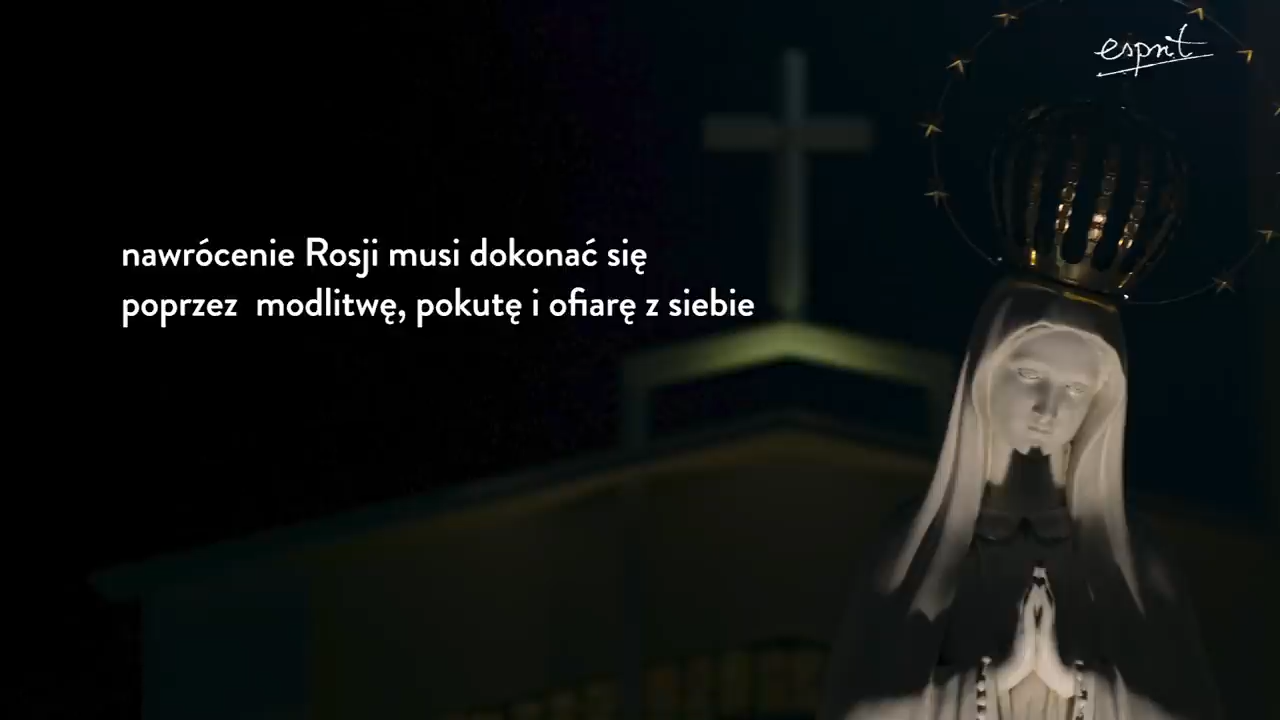 esprit
nawrócenie Rosji musi dokonać się
poprzez  modlitwę, pokutę i ofiarę z siebie